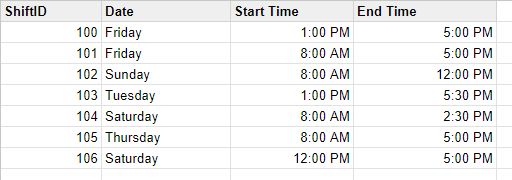 ShiftID Date Start Time End Time
100 Friday 1:00 PM 5:00 PM
101 Friday 8:00 AM 5:00 PM
102 Sunday 8:00 AM 12:00 PM
103 Tuesday 1:00 PM 5:30 PM
104 Saturday 8:00 AM 2:30 PM
105 Thursday 8:00 AM 5:00 PM
106 Saturday 12:00 PM 5:00 PM